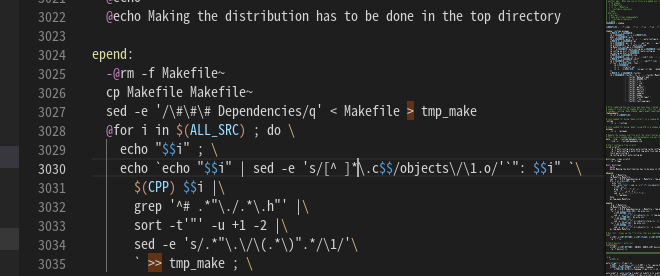 3022 @echo Making the distribution has to be done in the top directory
3023
3024 epend:
3025 -@rm -f Makefile~
3026 cp Makefile Makefile~
3027 sed -e '/\#\#\# Dependencies/q' < Makefile > tmp_make
3028 @for i in $(ALL_SRC) ; do \
3029 echo "$$i" ; \
3030 echo `echo "$$i" | sed -e 's/[^ ]*\.c$$/objects\/\1.o/'`": $$i" `\
3031 $(CPP) $$i |\
3032 grep '^# .*"\./.*\.h"' |\
3033 sort -t'"' -u +1 -2 |\
3034 sed -e 's/.*"\.\/\(.*\)".*/\1/'\
3035 ` >> tmp_make ; \